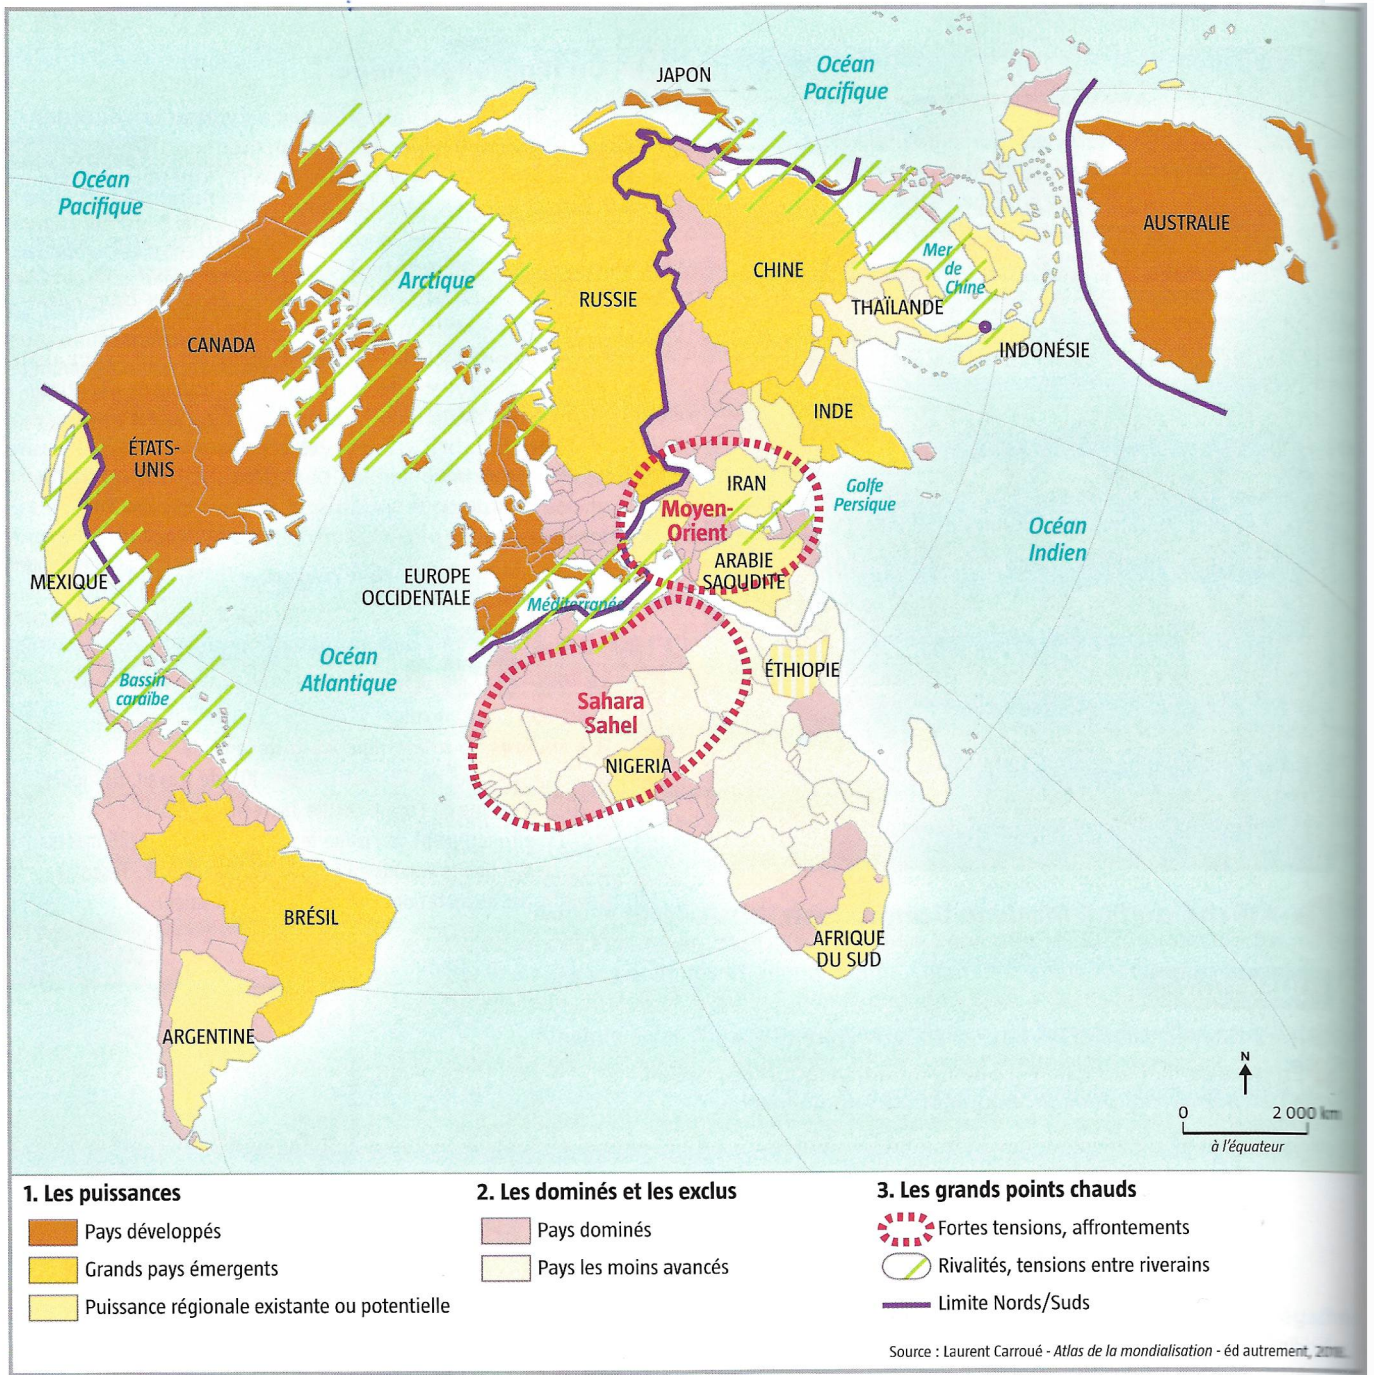 JAPON
Océan
Pacifique
Océan
Pacifique
AUSTRALIE
Mer
de
Chine
CHINE
Arctique
RUSSIE
THAÏLANDE
CANADA
INDONÉSIE
INDE
ÉTATS-
UNIS
IRAN
Golfe
Persique
Moyen-
Orient
Océan
Indien
ARABIE
SAOUDITE
MEXIQUE
EUROPE
OCCIDENTALE
Méditerranée
Océan
Atlantique
ÉTHIOPIE
Bassin
caraïbe
Sahara
Sahel
NIGERIA
BRÉSIL
AFRIQUE
DU SUD
ARGENTINE
N
0 2 000 km
à l'équateur
1. Les puissances
Pays développés
Grands pays émergents
Puissance régionale existante ou potentielle
2. Les dominés et les exclus
Pays dominés
Pays les moins avancés
3. Les grands points chauds
Fortes tensions, affrontements
Rivalités, tensions entre riverains
Limite Nords/Suds
Source : Laurent Carroué - Atlas de la mondialisation - éd autrement,